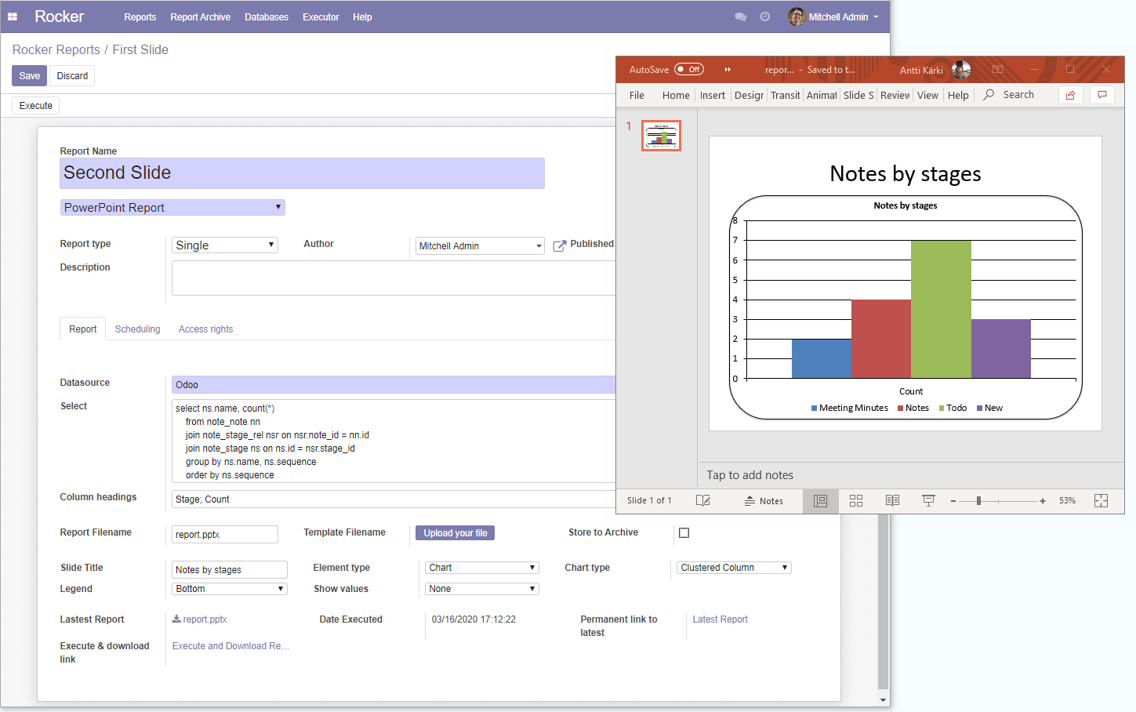 Rocker Reports Report Archive Databases Executor Help Mitchell Admin
Rocker Reports / First Slide
Save Discard
Execute
Report Name
Second Slide
PowerPoint Report
Report type Single Author Mitchell Admin Published
Description
Report Scheduling Access rights
Datasource Odoo
Select
select ns.name, count(*)
from note_note nn
join note_stage_rel nsr on nsr.note_id = nn.id
join note_stage ns on ns.id = nsr.stage_id
group by ns.name, ns.sequence
order by ns.sequence
Column headings Stage; Count
Report Filename report.pptx Template Filename Upload your file Store to Archive
Slide Title Notes by stages Element type Chart Chart type Clustered Column
Legend Bottom Show values None
Lastest Report report.pptx Date Executed 03/16/2020 17:12:22 Permanent link to latest Latest Report
Execute & download link Execute and Download Re...
AutoSave Off repor... - Saved to t... Antti Kärki
File Home Insert Desigr Transit Animat Slide S Review View Help Search
1
Notes by stages
Notes by stages
8
7
6
5
4
3
2
1
0
Count
Meeting Minutes Notes Todo New
Tap to add notes
Slide 1 of 1 Notes 53%